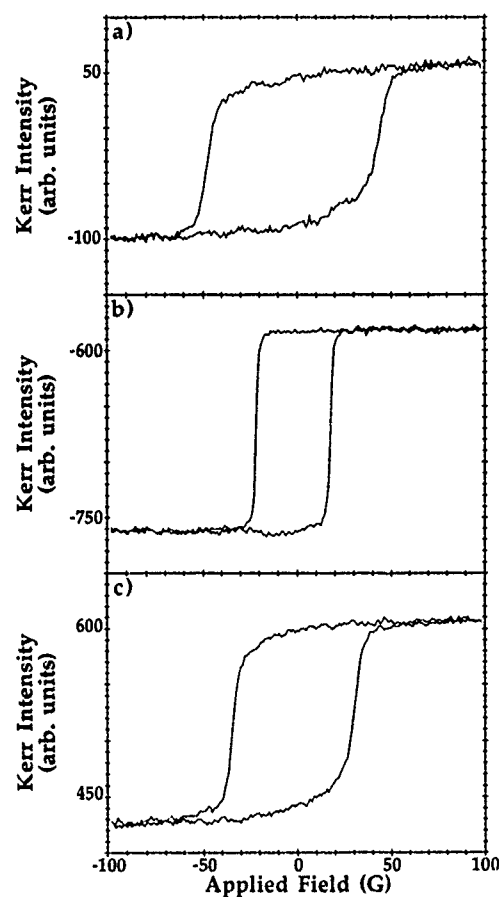 a)
50
-100
Kerr Intensity
(arb. units)
b)
-600
-750
Kerr Intensity
(arb. units)
c)
600
450
Kerr Intensity
(arb. units)
-100 -50 0 50 100
Applied Field (G)